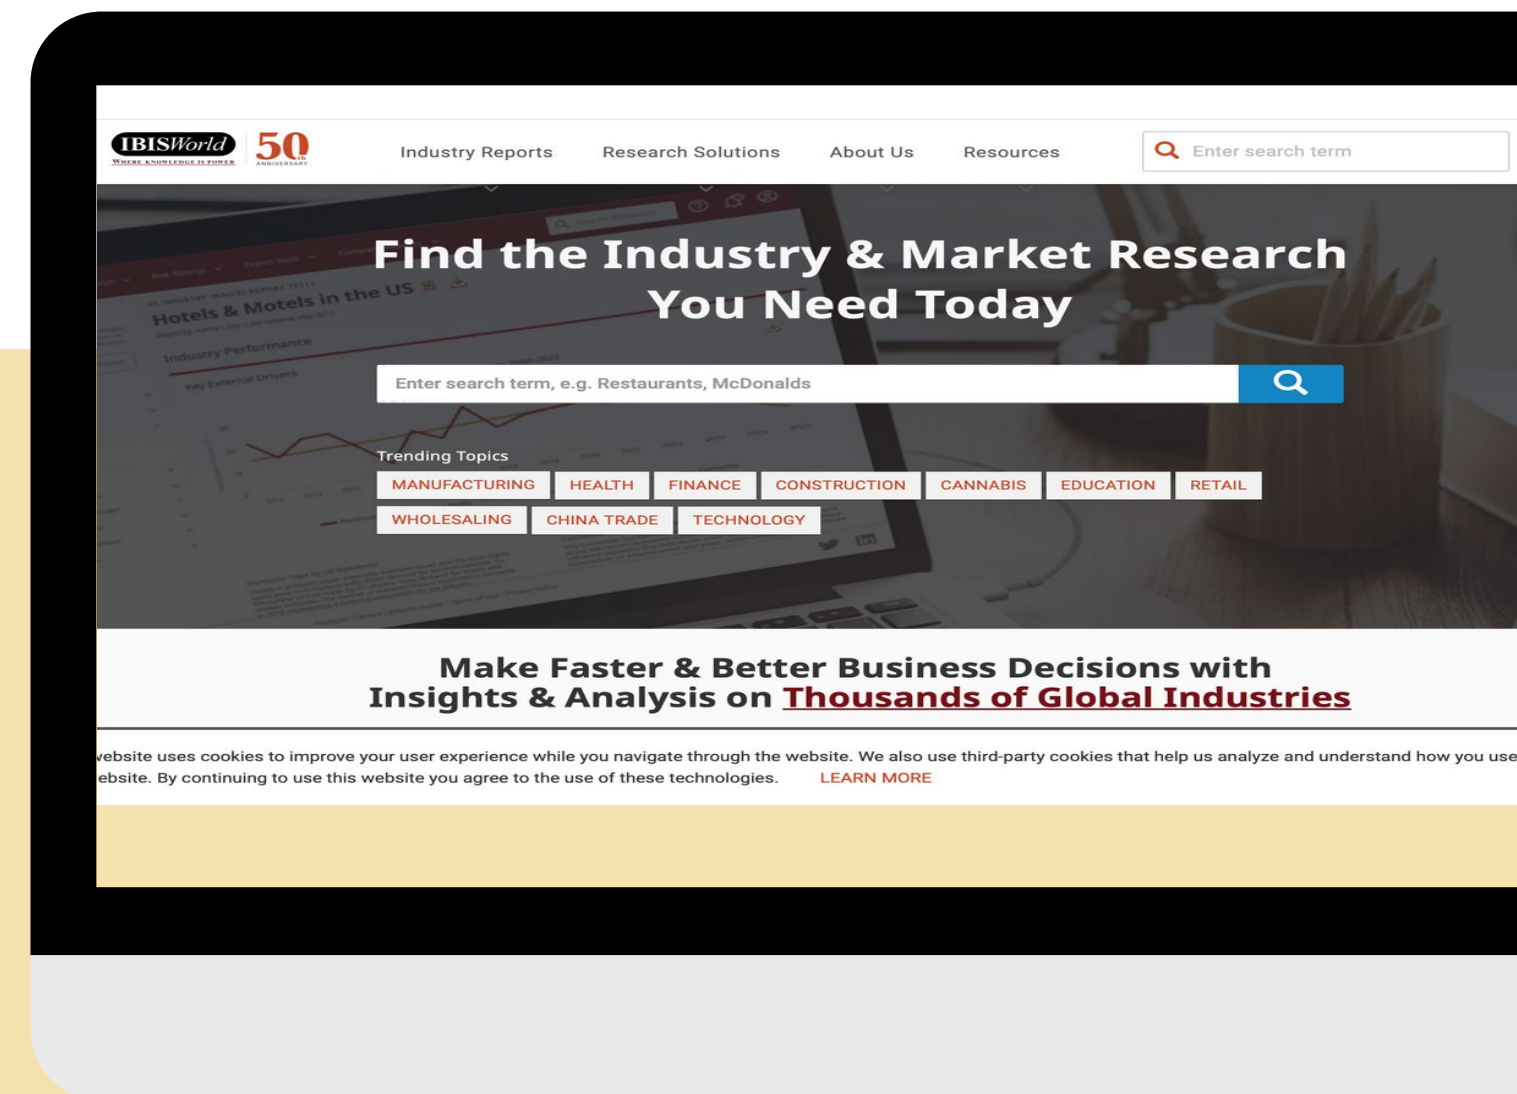 IBISWorld
WHERE KNOWLEDGE IS POWER
50th
ANNIVERSARY
Industry Reports
Research Solutions
About Us
Resources
Enter search term
Find the Industry & Market Research
You Need Today
Hotels & Motels in the US
Industry Performance
Key External Drivers
Enter search term, e.g. Restaurants, McDonalds
Trending Topics
MANUFACTURING HEALTH FINANCE CONSTRUCTION CANNABIS EDUCATION RETAIL
WHOLESALING CHINA TRADE TECHNOLOGY
Make Faster & Better Business Decisions with
Insights & Analysis on Thousands of Global Industries
website uses cookies to improve your user experience while you navigate through the website. We also use third-party cookies that help us analyze and understand how you use
ebsite. By continuing to use this website you agree to the use of these technologies. LEARN MORE